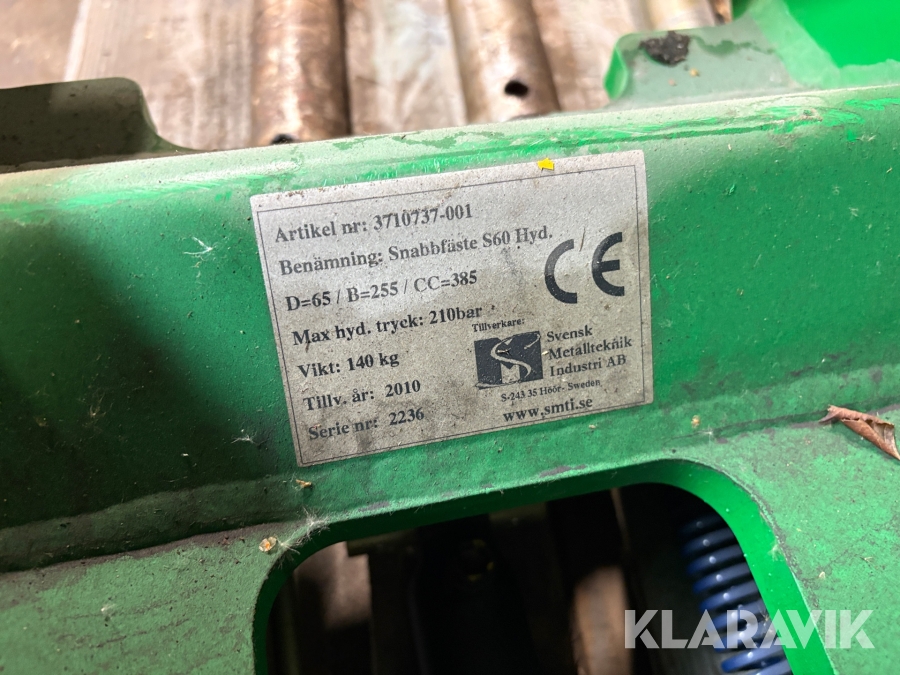 Artikel nr: 3710737-001
Benämning: Snabbfäste S60 Hyd.
D=65 / B=255 / CC=385
Max hyd. tryck: 210bar
Vikt: 140 kg
Tillv. år: 2010
Serie nr: 2236
CE
Tillverkare:
Svensk
Metallteknik
Industri AB
S-243 35 Höör- Sweden
www.smti.se
KLARAVIK